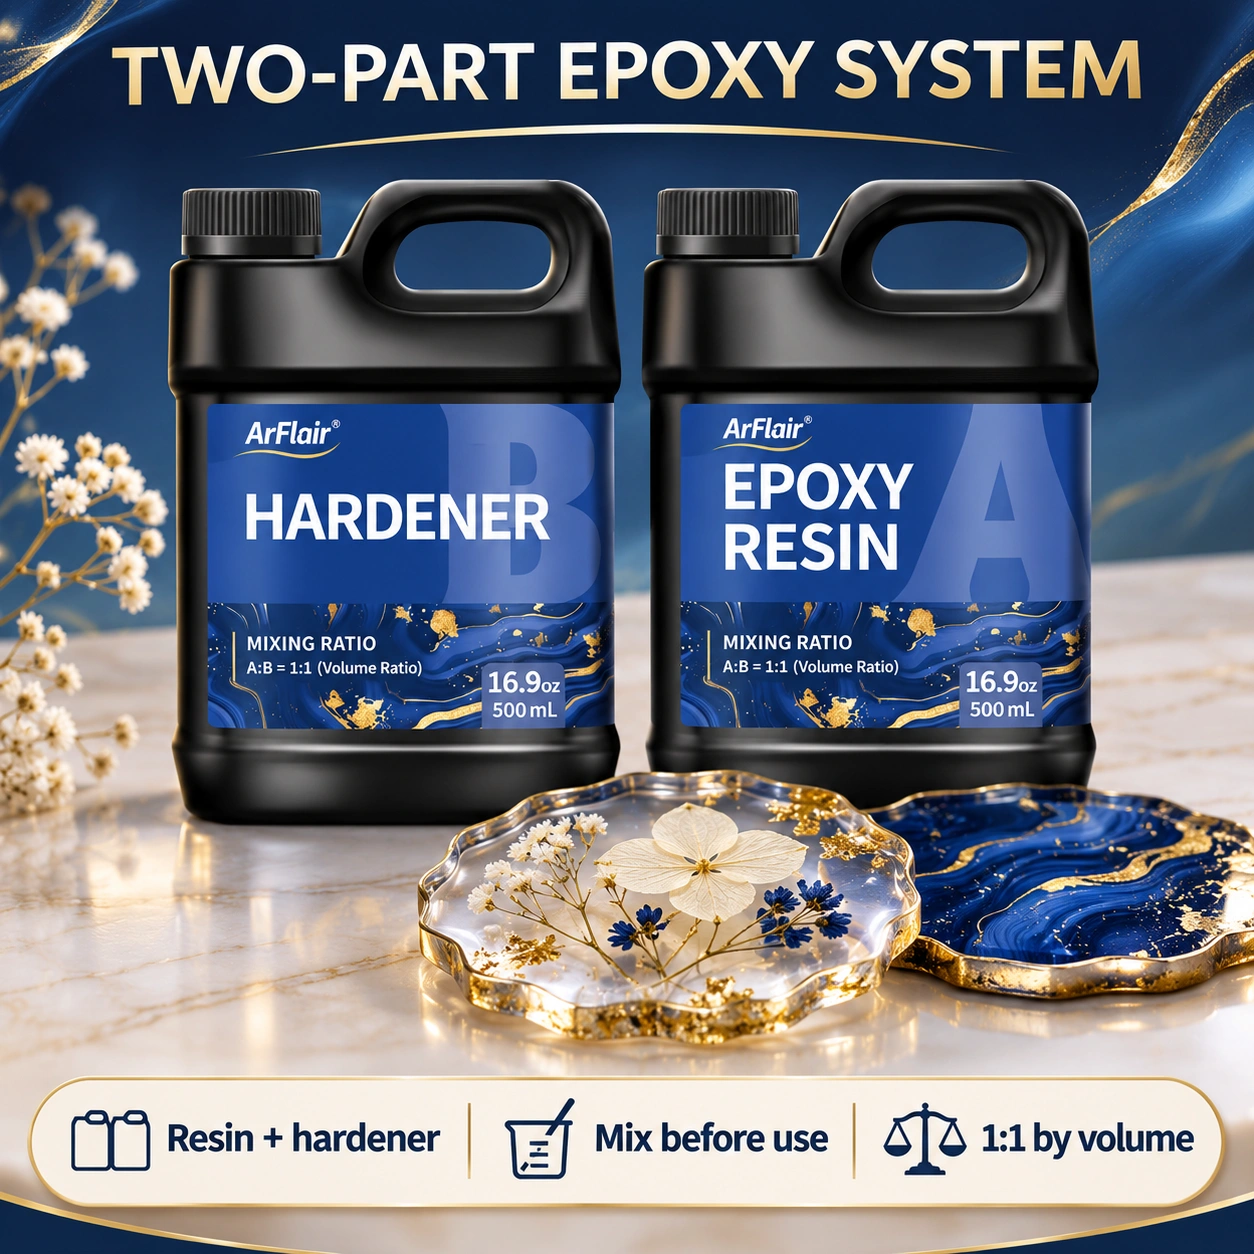 TWO-PART EPOXY SYSTEM
ArFlair®
HARDENER
B
MIXING RATIO
A:B = 1:1 (Volume Ratio)
16.9oz
500 mL
ArFlair®
EPOXY
RESIN
A
MIXING RATIO
A:B = 1:1 (Volume Ratio)
16.9oz
500 mL
Resin + hardener
Mix before use
1:1 by volume